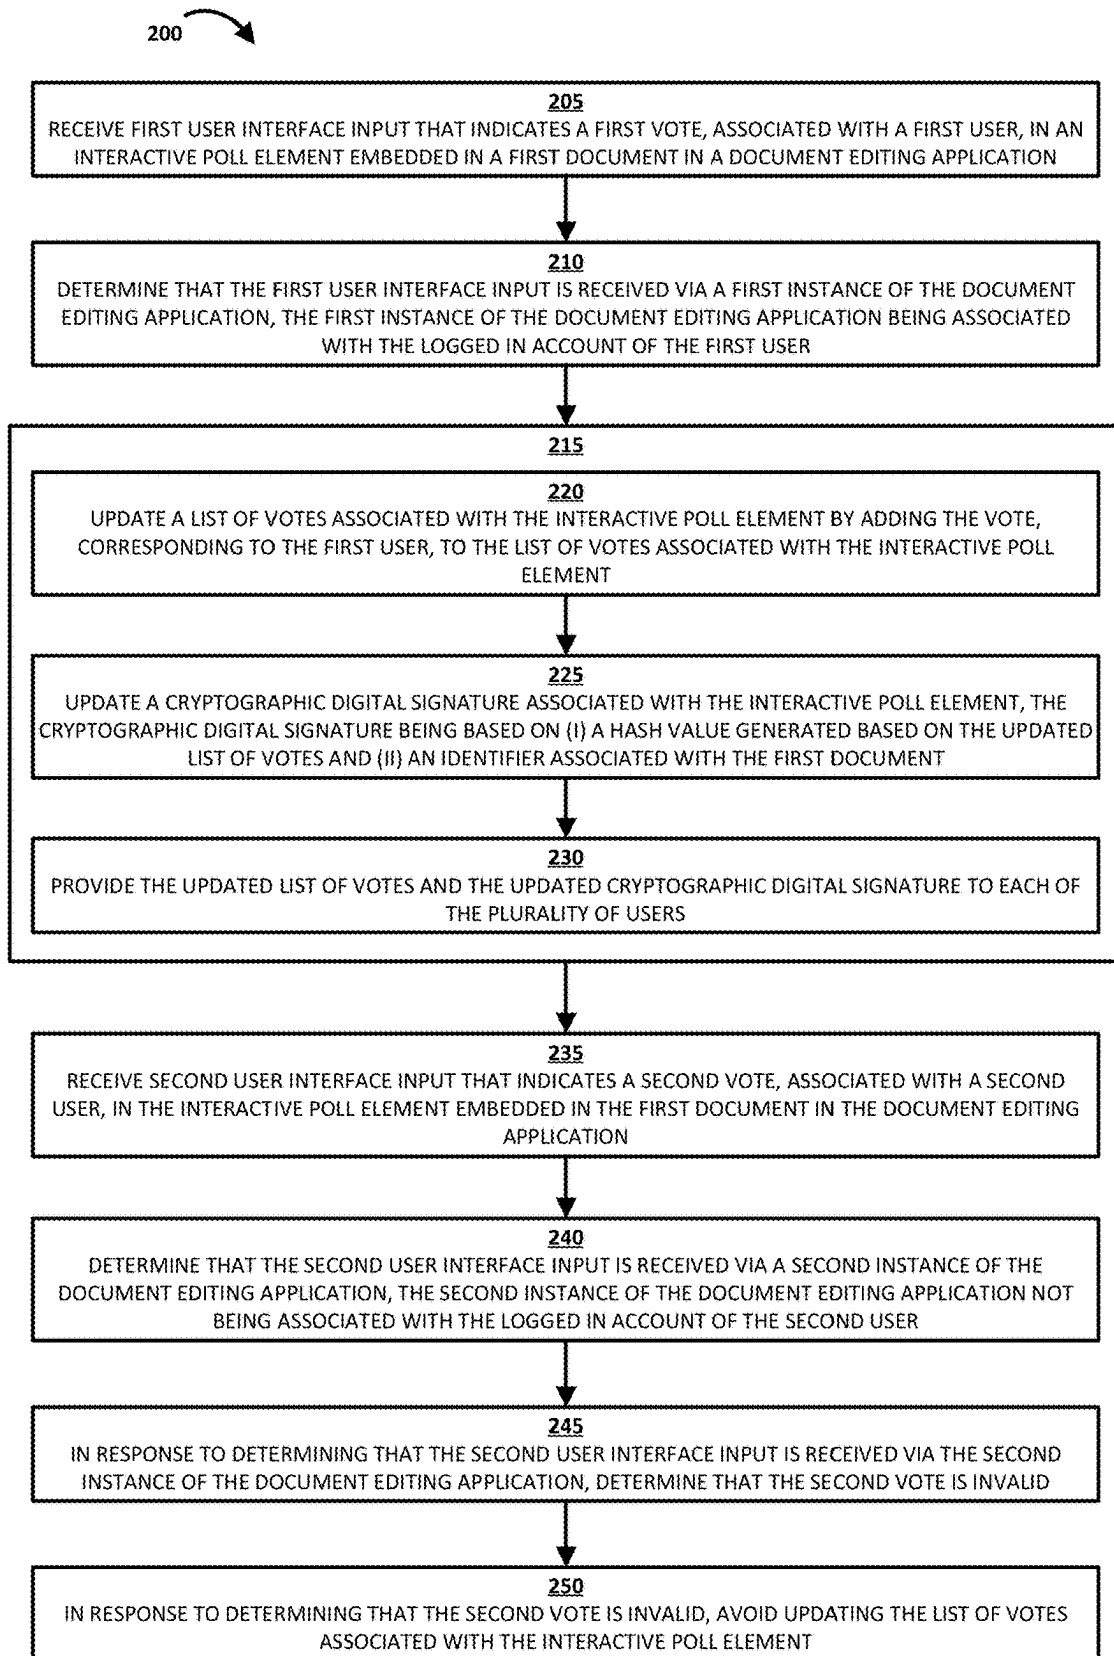 200
205
RECEIVE FIRST USER INTERFACE INPUT THAT INDICATES A FIRST VOTE, ASSOCIATED WITH A FIRST USER, IN AN
INTERACTIVE POLL ELEMENT EMBEDDED IN A FIRST DOCUMENT IN A DOCUMENT EDITING APPLICATION
210
DETERMINE THAT THE FIRST USER INTERFACE INPUT IS RECEIVED VIA A FIRST INSTANCE OF THE DOCUMENT
EDITING APPLICATION, THE FIRST INSTANCE OF THE DOCUMENT EDITING APPLICATION BEING ASSOCIATED
WITH THE LOGGED IN ACCOUNT OF THE FIRST USER
215
220
UPDATE A LIST OF VOTES ASSOCIATED WITH THE INTERACTIVE POLL ELEMENT BY ADDING THE VOTE,
CORRESPONDING TO THE FIRST USER, TO THE LIST OF VOTES ASSOCIATED WITH THE INTERACTIVE POLL
ELEMENT
225
UPDATE A CRYPTOGRAPHIC DIGITAL SIGNATURE ASSOCIATED WITH THE INTERACTIVE POLL ELEMENT, THE
CRYPTOGRAPHIC DIGITAL SIGNATURE BEING BASED ON (I) A HASH VALUE GENERATED BASED ON THE UPDATED
LIST OF VOTES AND (II) AN IDENTIFIER ASSOCIATED WITH THE FIRST DOCUMENT
230
PROVIDE THE UPDATED LIST OF VOTES AND THE UPDATED CRYPTOGRAPHIC DIGITAL SIGNATURE TO EACH OF
THE PLURALITY OF USERS
235
RECEIVE SECOND USER INTERFACE INPUT THAT INDICATES A SECOND VOTE, ASSOCIATED WITH A SECOND
USER, IN THE INTERACTIVE POLL ELEMENT EMBEDDED IN THE FIRST DOCUMENT IN THE DOCUMENT EDITING
APPLICATION
240
DETERMINE THAT THE SECOND USER INTERFACE INPUT IS RECEIVED VIA A SECOND INSTANCE OF THE
DOCUMENT EDITING APPLICATION, THE SECOND INSTANCE OF THE DOCUMENT EDITING APPLICATION NOT
BEING ASSOCIATED WITH THE LOGGED IN ACCOUNT OF THE SECOND USER
245
IN RESPONSE TO DETERMINING THAT THE SECOND USER INTERFACE INPUT IS RECEIVED VIA THE SECOND
INSTANCE OF THE DOCUMENT EDITING APPLICATION, DETERMINE THAT THE SECOND VOTE IS INVALID
250
IN RESPONSE TO DETERMINING THAT THE SECOND VOTE IS INVALID, AVOID UPDATING THE LIST OF VOTES
ASSOCIATED WITH THE INTERACTIVE POLL ELEMENT